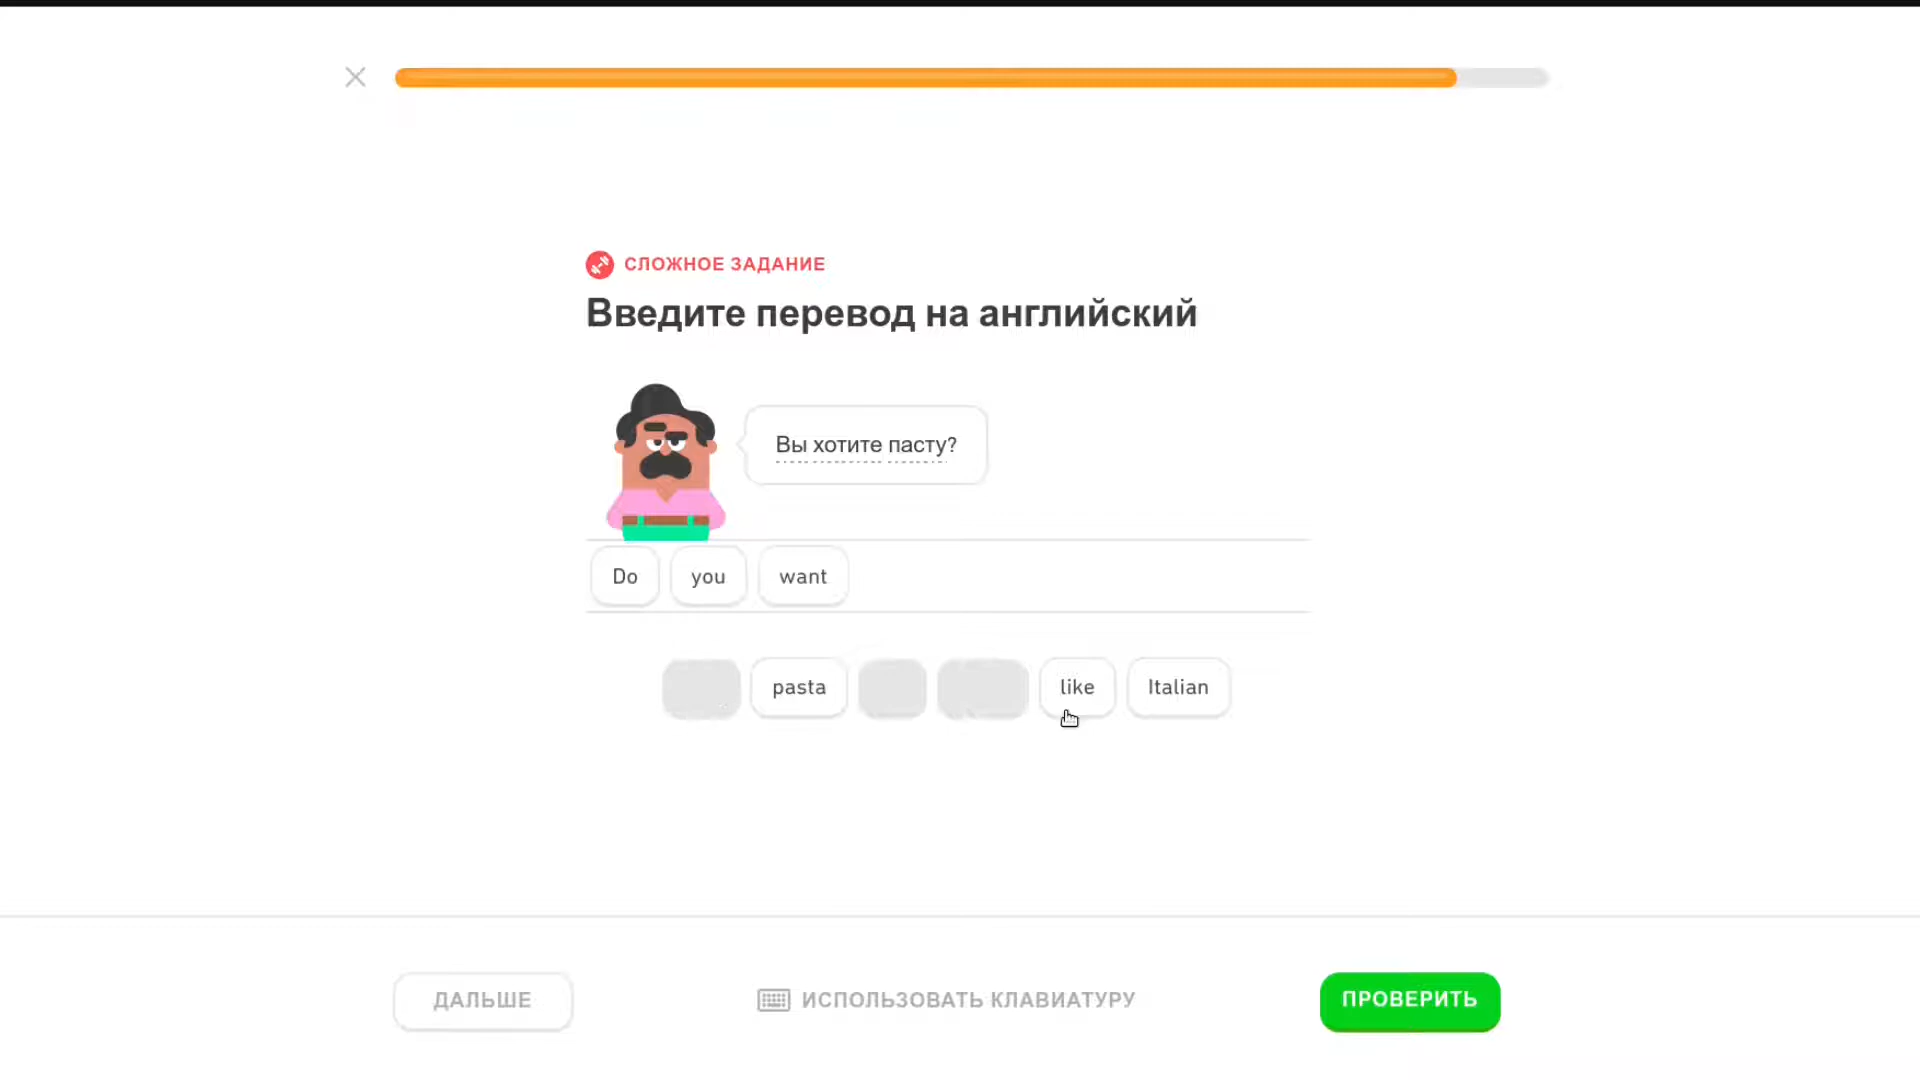 СЛОЖНОЕ ЗАДАНИЕ
Введите перевод на английский
Вы хотите пасту?
Do you want
pasta like Italian
ДАЛЬШЕ ИСПОЛЬЗОВАТЬ КЛАВИАТУРУ ПРОВЕРИТЬ